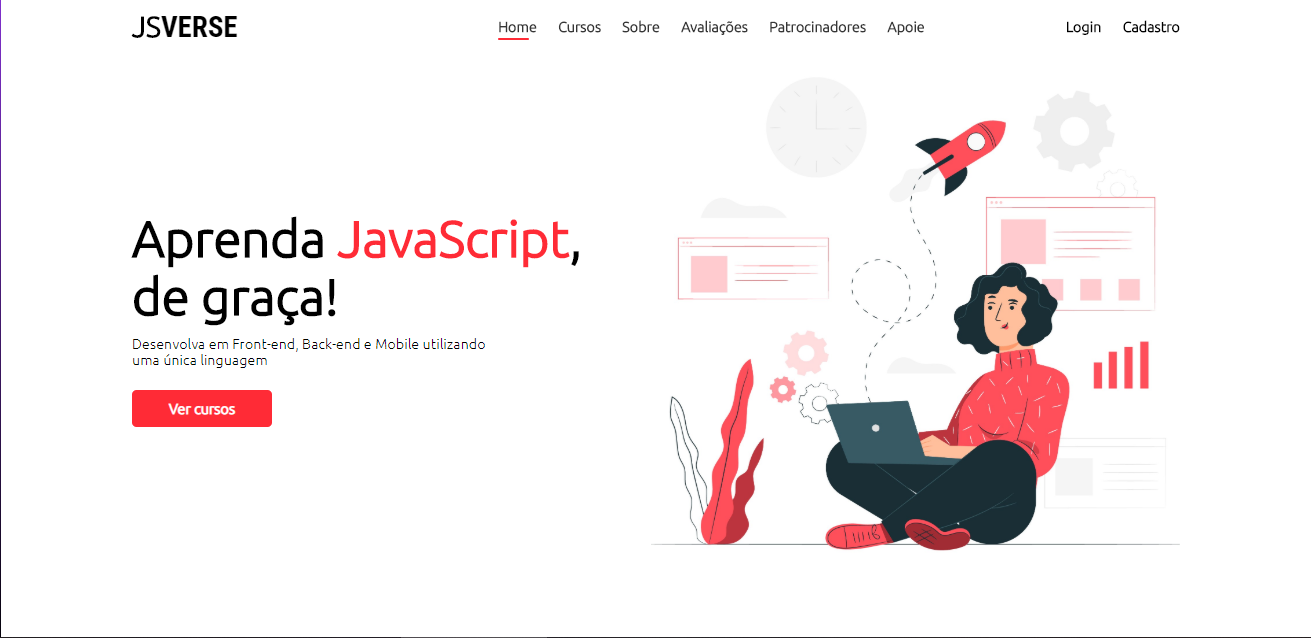 JSVERSE
Home Cursos Sobre Avaliações Patrocinadores Apoie
Login Cadastro
Aprenda JavaScript,
de graça!
Desenvolva em Front-end, Back-end e Mobile utilizando
uma única linguagem
Ver cursos